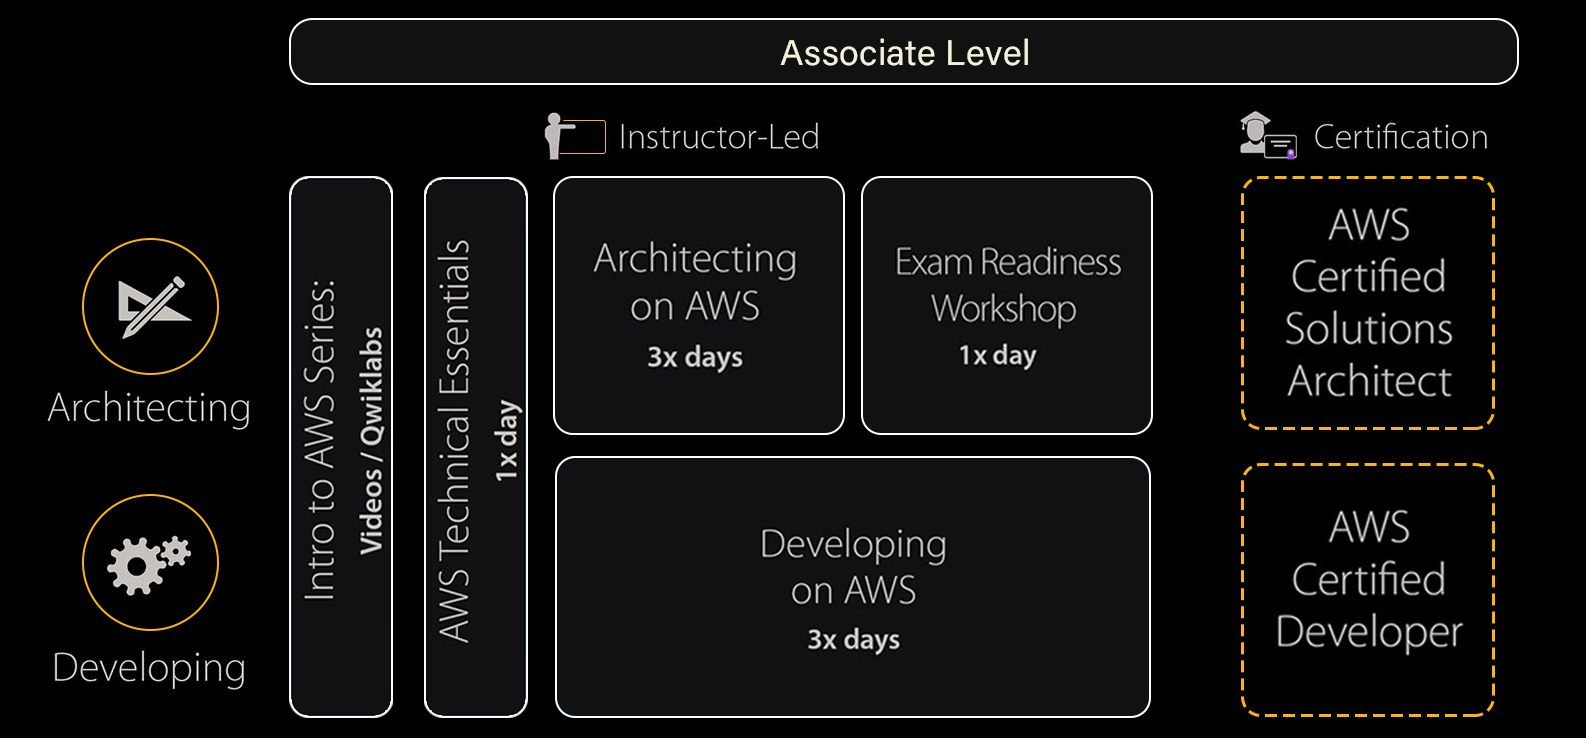 Associate Level
Instructor-Led
Certification
Architecting
Developing
Intro to AWS Series:
Videos / Qwiklabs
AWS Technical Essentials
1x day
Architecting
on AWS
3x days
Exam Readiness
Workshop
1x day
AWS
Certified
Solutions
Architect
Developing
on AWS
3x days
AWS
Certified
Developer